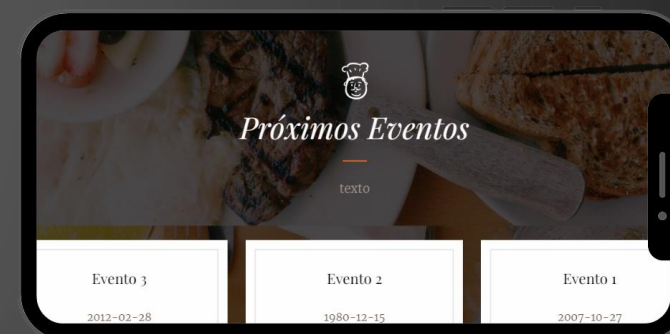 Próximos Eventos
texto
Evento 3
Evento 2
Evento 1
2012-02-28
1980-12-15
2007-10-27